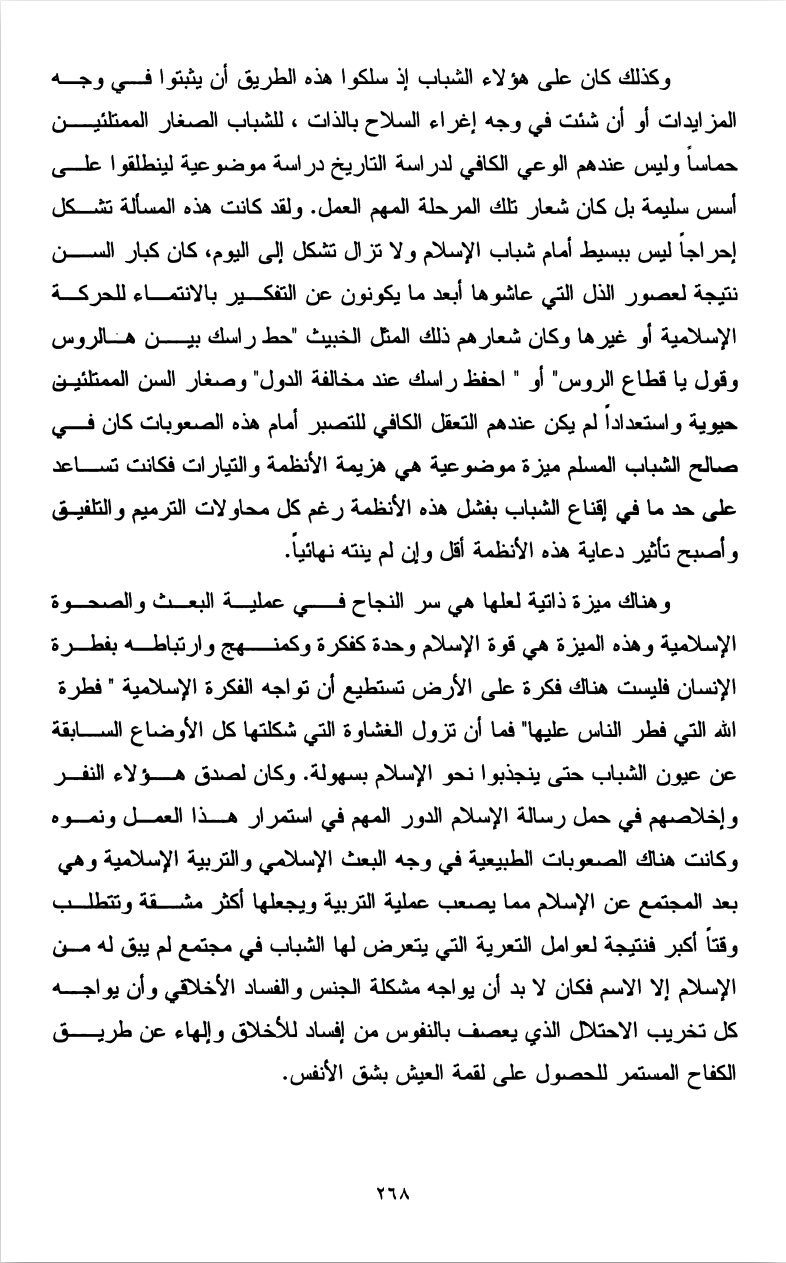 وكذلك كان على هؤلاء الشباب إذ سلكوا هذه الطريق أن يثبتوا في وجه
المزايدات أو أن شئت في وجه إغراء السلاح بالذات ، للشباب الصغار الممتلئين
حماساً وليس عندهم الوعي الكافي لدراسة التاريخ دراسة موضوعية لينطلقوا على
أسس سليمة بل كان شعار تلك المرحلة المهم العمل. ولقد كانت هذه المسألة تشكل
إحراجاً ليس ببسيط أمام شباب الإسلام ولا تزال تشكل إلى اليوم، كان كبار السن
نتيجة لعصور الذل التي عاشوها أبعد ما يكونون عن التفكير بالانتماء للحركة
الإسلامية أو غيرها وكان شعارهم ذلك المثل الخبيث "حط راسك بين هالروس
وقول يا قطاع الروس" أو " احفظ راسك عند مخالفة الدول" وصغار السن الممتلئين
حيوية واستعداداً لم يكن عندهم التعقل الكافي للتصبر أمام هذه الصعوبات كان في
صالح الشباب المسلم ميزة موضوعية هي هزيمة الأنظمة والتيارات فكانت تساعد
على حد ما في إقناع الشباب بفشل هذه الأنظمة رغم كل محاولات الترميم والتلفيق
وأصبح تأثير دعاية هذه الأنظمة أقل وإن لم ينته نهائياً.
وهناك ميزة ذاتية لعلها هي سر النجاح في عملية البعث والصحوة
الإسلامية وهذه الميزة هي قوة الإسلام وحدة كفكرة وكمنهج وارتباطه بفطرة
الإنسان فليست هناك فكرة على الأرض تستطيع أن تواجه الفكرة الإسلامية " فطرة
الله التي فطر الناس عليها" فما أن تزول الغشاوة التي شكلتها كل الأوضاع السابقة
عن عيون الشباب حتى ينجذبوا نحو الإسلام بسهولة. وكان لصدق هؤلاء النفر
وإخلاصهم في حمل رسالة الإسلام الدور المهم في استمرار هذا العمل ونموه
وكانت هناك الصعوبات الطبيعية في وجه البعث الإسلامي والتربية الإسلامية وهي
بعد المجتمع عن الإسلام مما يصعب عملية التربية ويجعلها أكثر مشقة وتتطلب
وقتاً أكبر فنتيجة لعوامل التعرية التي يتعرض لها الشباب في مجتمع لم يبق له من
الإسلام إلا الاسم فكان لا بد أن يواجه مشكلة الجنس والفساد الأخلاقي وأن يواجه
كل تخريب الاحتلال الذي يعصف بالنفوس من إفساد للأخلاق وإلهاء عن طريق
الكفاح المستمر للحصول على لقمة العيش بشق الأنفس.
٢٦٨